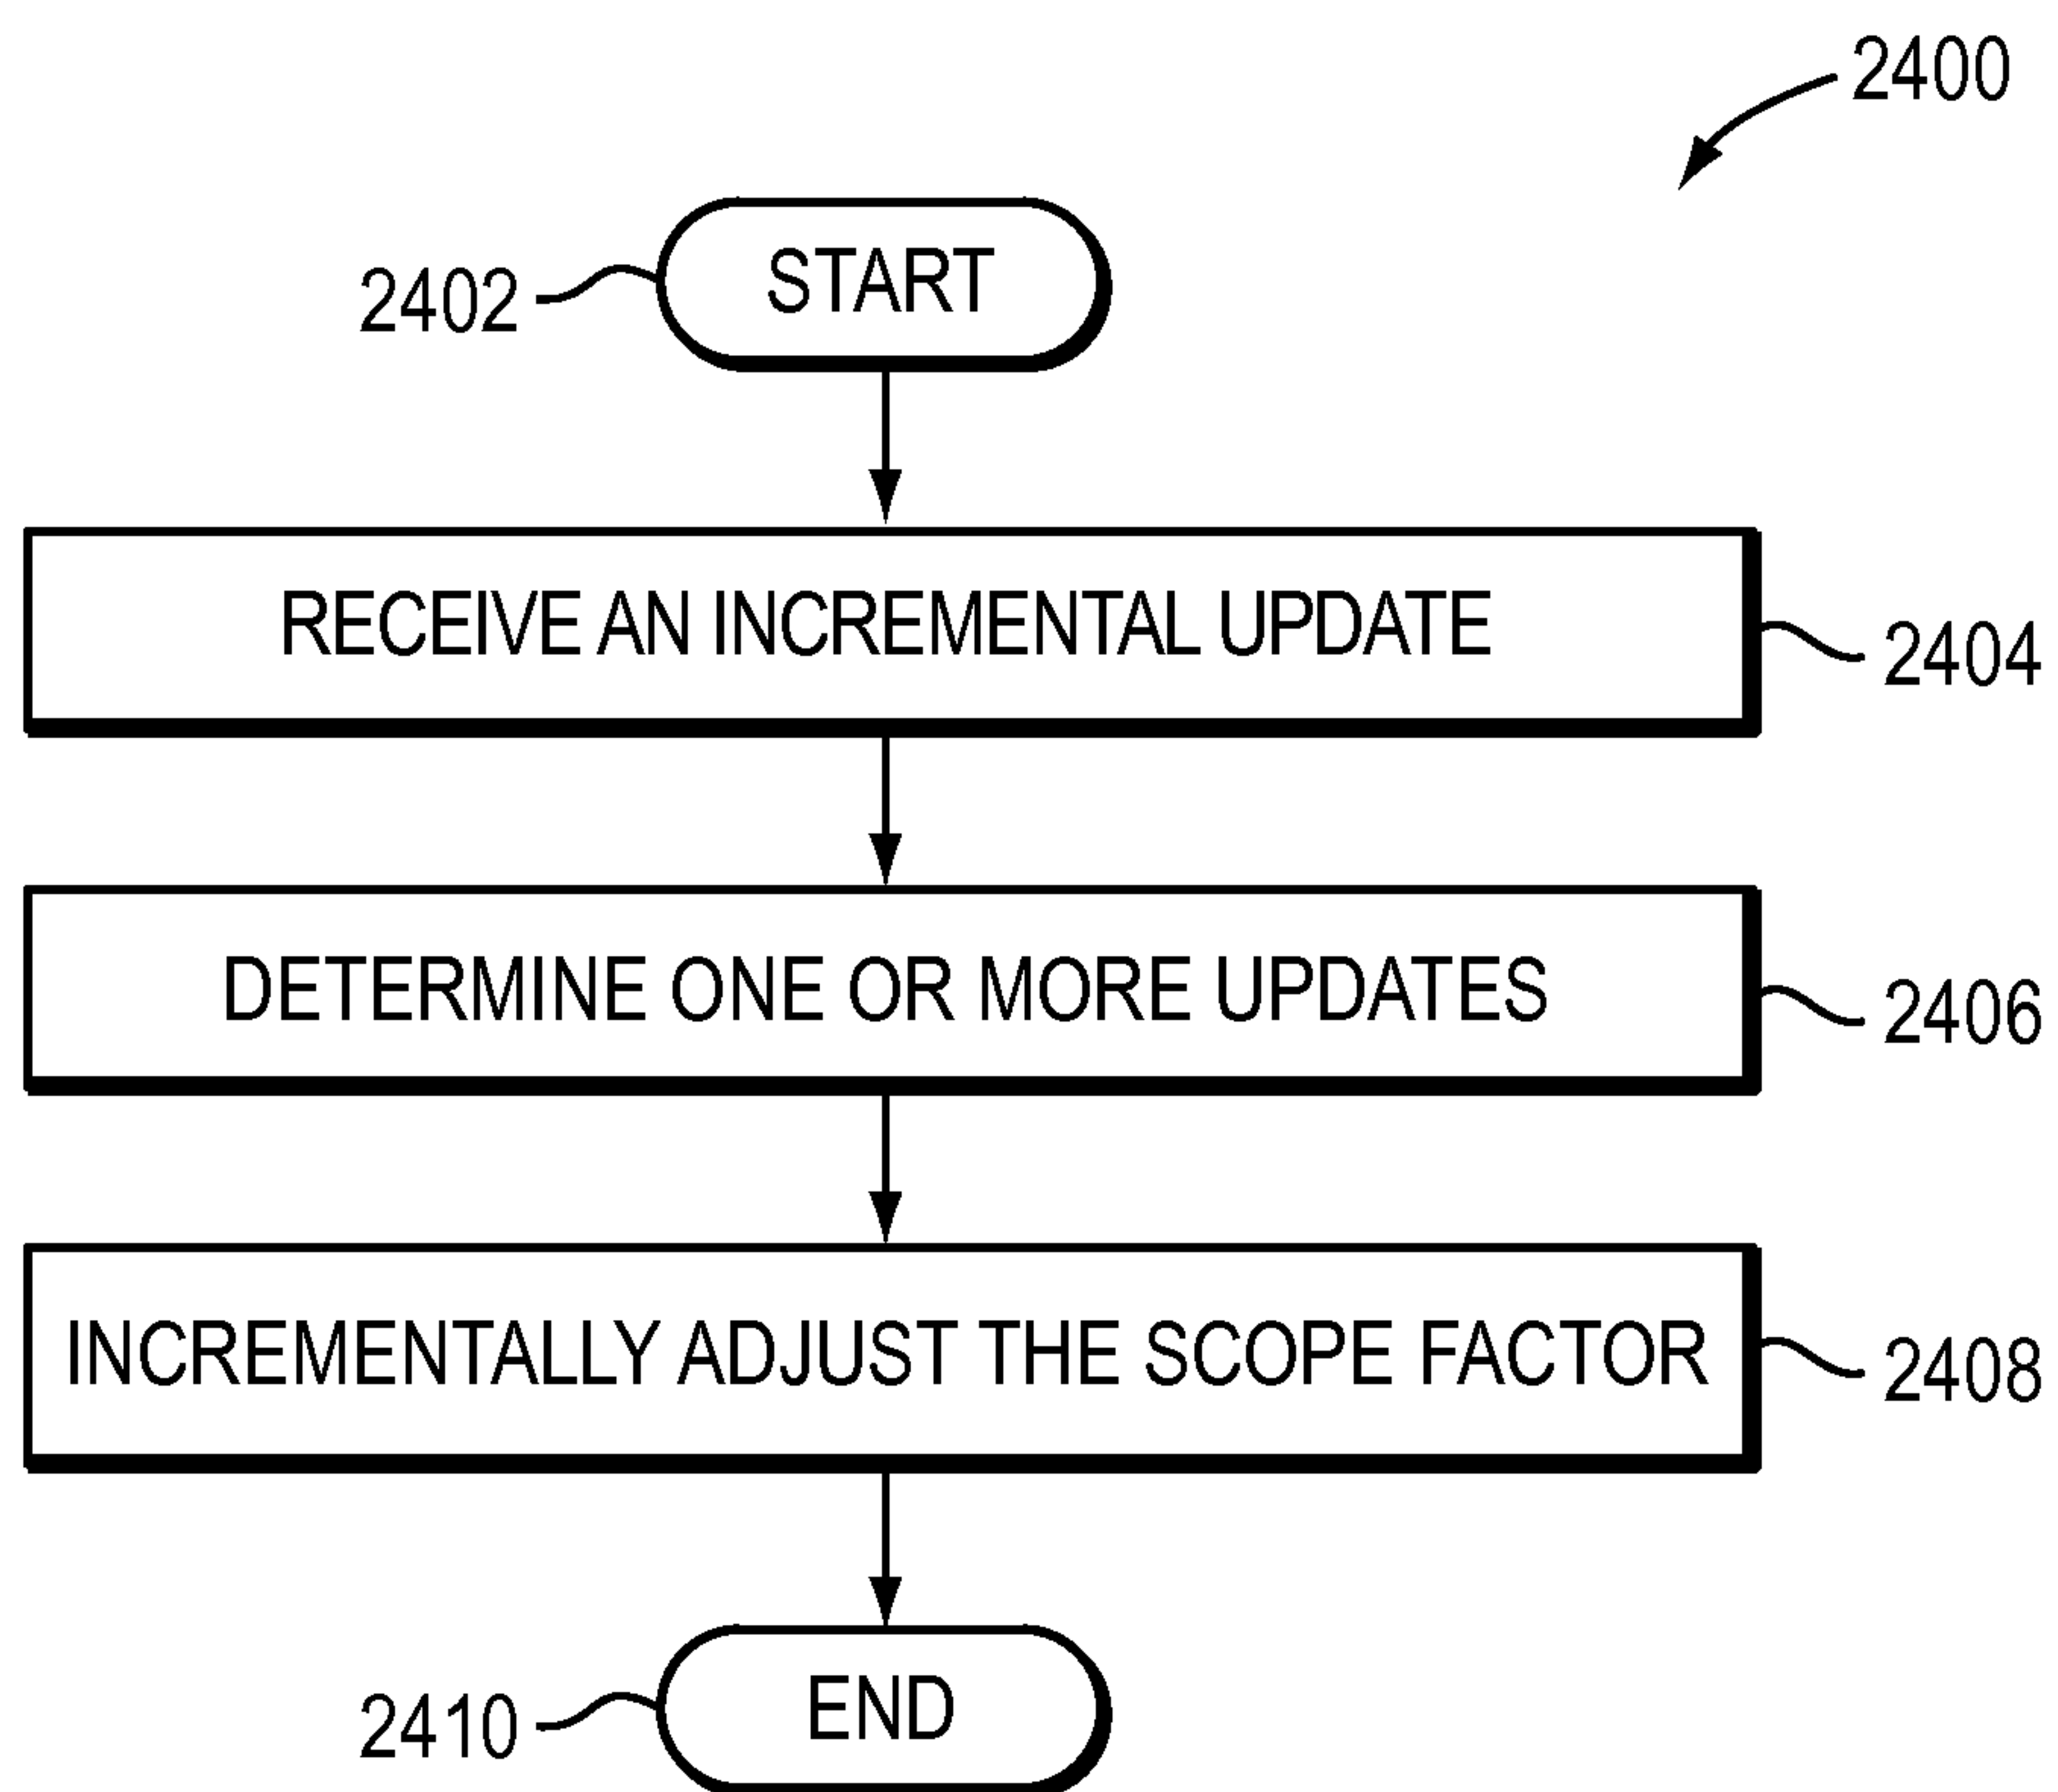 2400
START
2402
RECEIVE AN INCREMENTAL UPDATE
2404
DETERMINE ONE OR MORE UPDATES
2406
INCREMENTALLY ADJUST THE SCOPE FACTOR
2408
END
2410